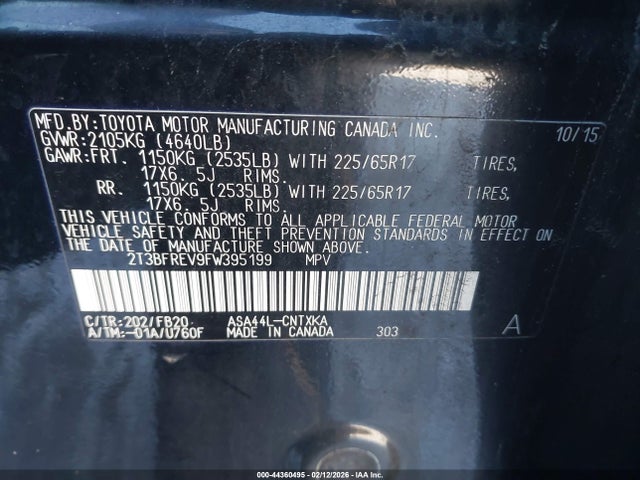 MFD.BY:TOYOTA MOTOR MANUFACTURING CANADA INC. 10/15
GVWR:2105KG (4640LB)
GAWR:FRT. 1150KG (2535LB) WITH 225/65R17 TIRES,
17X6.5J RIMS.
RR. 1150KG (2535LB) WITH 225/65R17 TIRES,
17X6.5J RIMS.
THIS VEHICLE CONFORMS TO ALL APPLICABLE FEDERAL MOTOR
VEHICLE SAFETY AND THEFT PREVENTION STANDARDS IN EFFECT ON
THE DATE OF MANUFACTURE SHOWN ABOVE.
2T3BFREV9FW395199 MPV
C/TR:202/FB20 ASA44L-CNTXKA
A/TM:-01A/U760F MADE IN CANADA 303 A
000-44360495 - 02/12/2026 - IAA Inc.